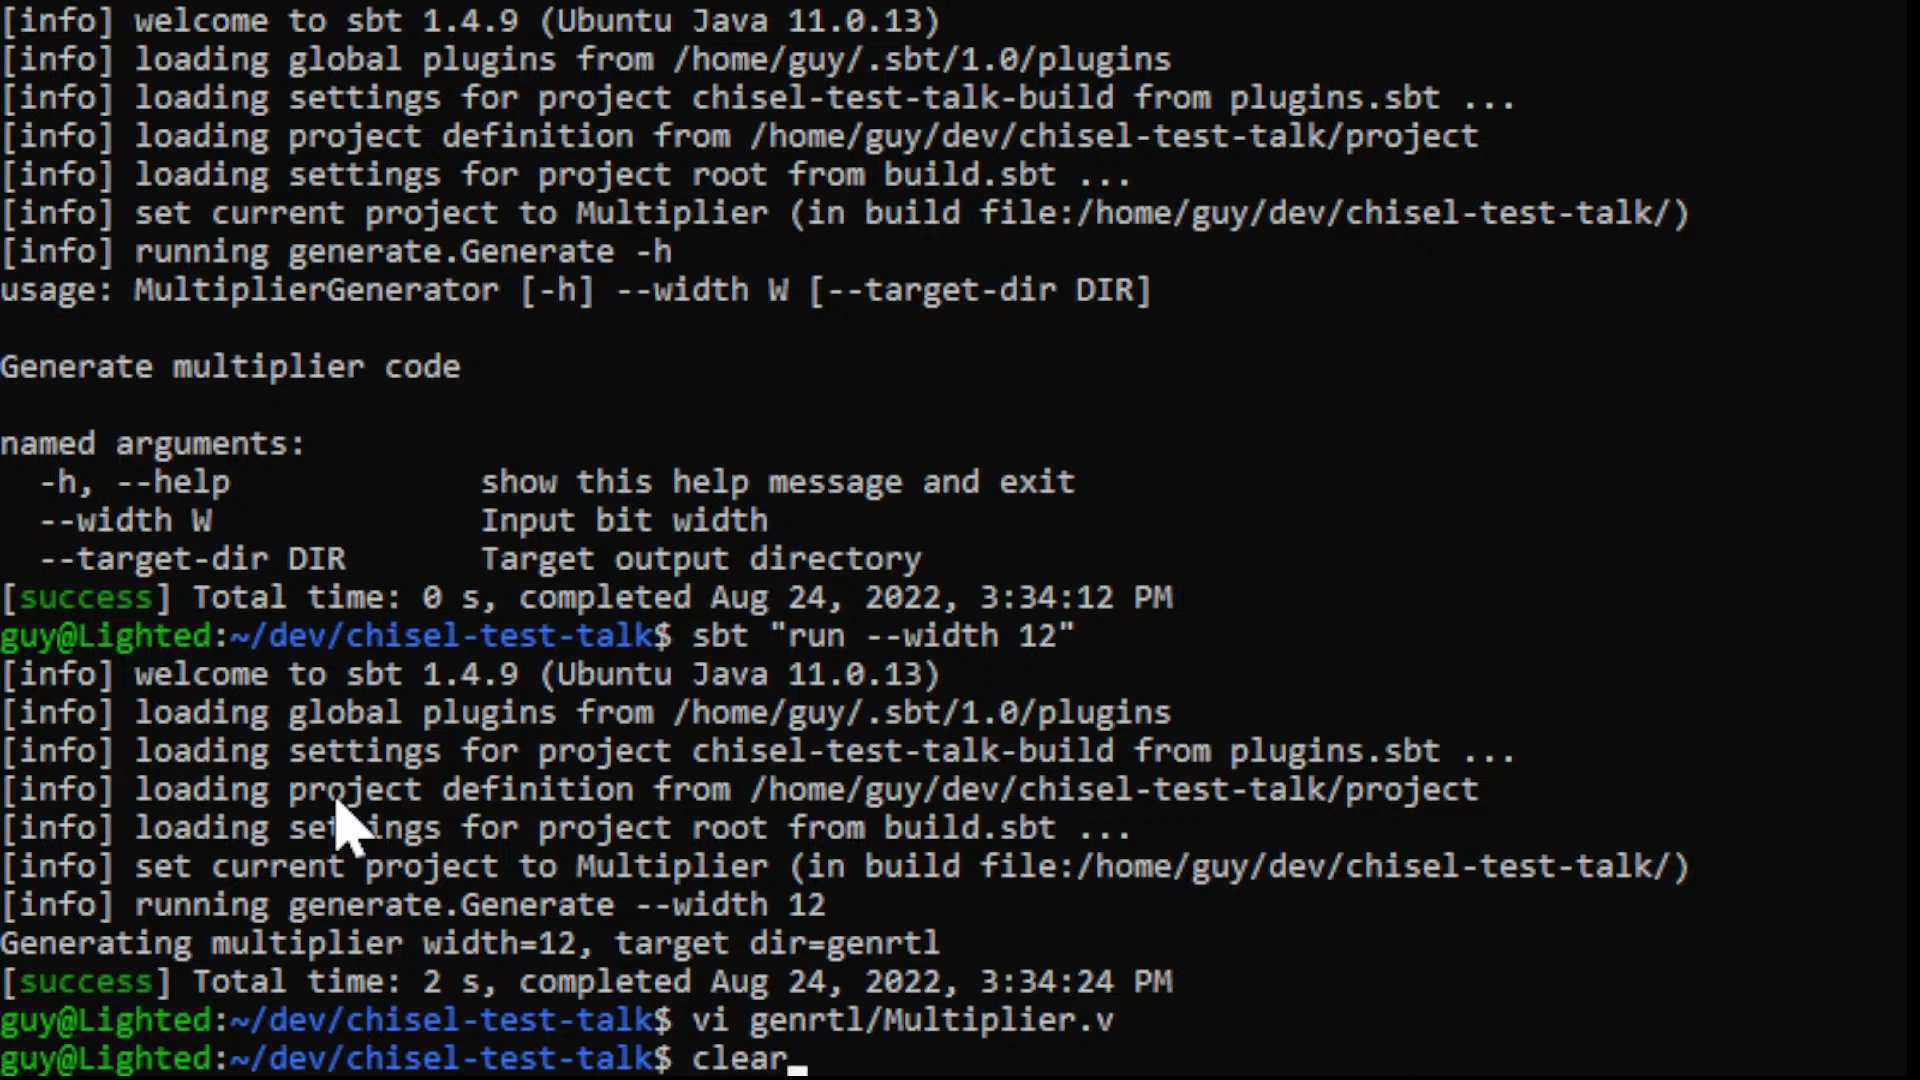 [info] welcome to sbt 1.4.9 (Ubuntu Java 11.0.13)
[info] loading global plugins from /home/guy/.sbt/1.0/plugins
[info] loading settings for project chisel-test-talk-build from plugins.sbt ...
[info] loading project definition from /home/guy/dev/chisel-test-talk/project
[info] loading settings for project root from build.sbt ...
[info] set current project to Multiplier (in build file:/home/guy/dev/chisel-test-talk/)
[info] running generate.Generate -h
usage: MultiplierGenerator [-h] --width W [--target-dir DIR]
Generate multiplier code
named arguments:
-h, --help show this help message and exit
--width W Input bit width
--target-dir DIR Target output directory
[success] Total time: 0 s, completed Aug 24, 2022, 3:34:12 PM
guy@Lighted:~/dev/chisel-test-talk$ sbt "run --width 12"
[info] welcome to sbt 1.4.9 (Ubuntu Java 11.0.13)
[info] loading global plugins from /home/guy/.sbt/1.0/plugins
[info] loading settings for project chisel-test-talk-build from plugins.sbt ...
[info] loading project definition from /home/guy/dev/chisel-test-talk/project
[info] loading settings for project root from build.sbt ...
[info] set current project to Multiplier (in build file:/home/guy/dev/chisel-test-talk/)
[info] running generate.Generate --width 12
Generating multiplier width=12, target dir=genrtl
[success] Total time: 2 s, completed Aug 24, 2022, 3:34:24 PM
guy@Lighted:~/dev/chisel-test-talk$ vi genrtl/Multiplier.v
guy@Lighted:~/dev/chisel-test-talk$ clear